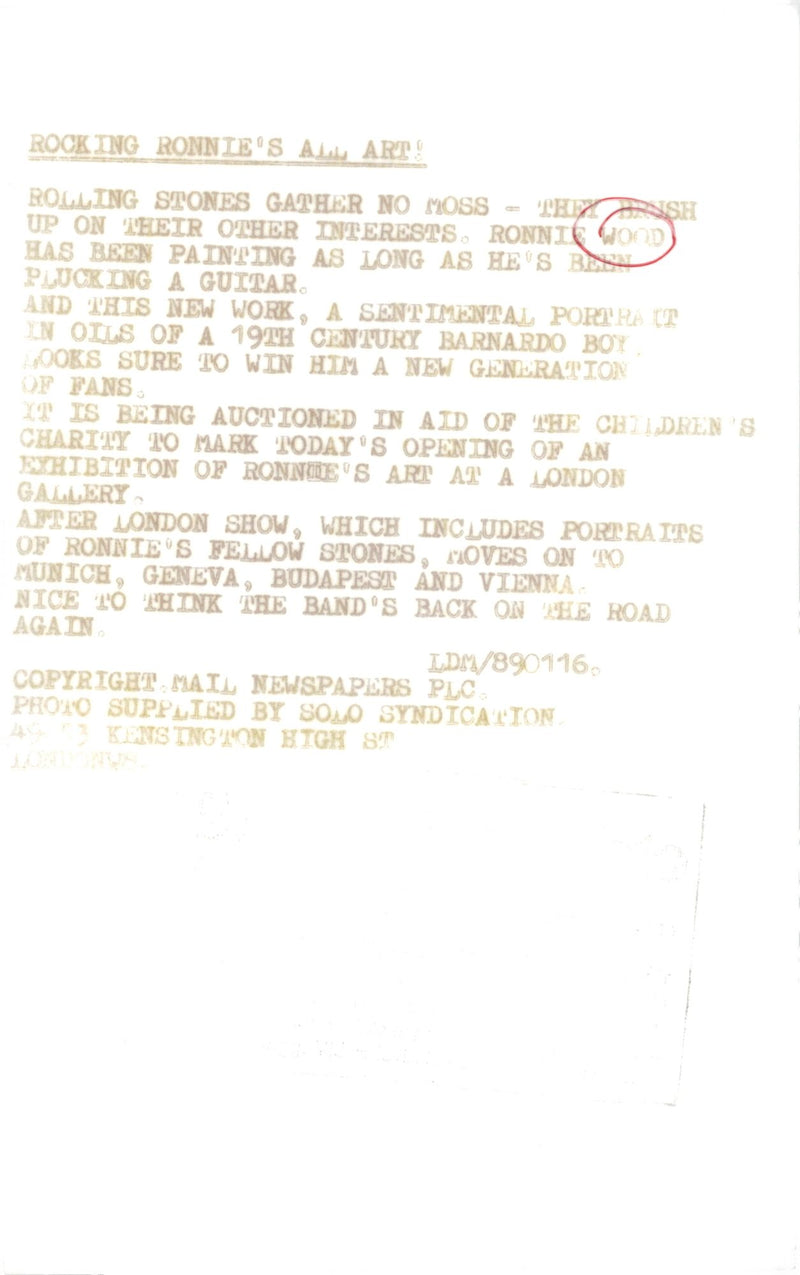 ROCKING RONNIE'S ALL ART!
ROLLING STONES GATHER NO MOSS - THEY BRUSH
UP ON THEIR OTHER INTERESTS. RONNIE WOOD
HAS BEEN PAINTING AS LONG AS HE'S BEEN
PLUCKING A GUITAR.
AND THIS NEW WORK, A SENTIMENTAL PORTRAIT
IN OILS OF A 19TH CENTURY BARNARDO BOY.
LOOKS SURE TO WIN HIM A NEW GENERATION
OF FANS.
IT IS BEING AUCTIONED IN AID OF THE CHILDREN'S
CHARITY TO MARK TODAY'S OPENING OF AN
EXHIBITION OF RONNIE'S ART AT A LONDON
GALLERY.
AFTER LONDON SHOW, WHICH INCLUDES PORTRAITS
OF RONNIE'S FELLOW STONES, MOVES ON TO
MUNICH, GENEVA, BUDAPEST AND VIENNA.
NICE TO THINK THE BAND'S BACK ON THE ROAD
AGAIN.
LDM/890116.
COPYRIGHT.MAIL NEWSPAPERS PLC.
PHOTO SUPPLIED BY SOLO SYNDICATION.
49-53 KENSINGTON HIGH ST
LONDONW8.